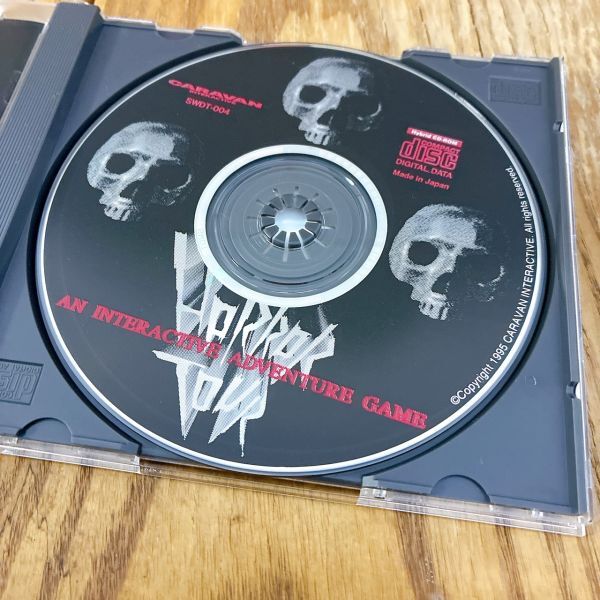 CARAVAN
INTERACTIVE
SWDT-004
Hybrid CD-ROM
COMPACT
disc
DIGITAL DATA
Made in Japan
Horror
Tour
AN INTERACTIVE ADVENTURE GAME
©Copyright 1995 CARAVAN INTERACTIVE. All rights reserved.